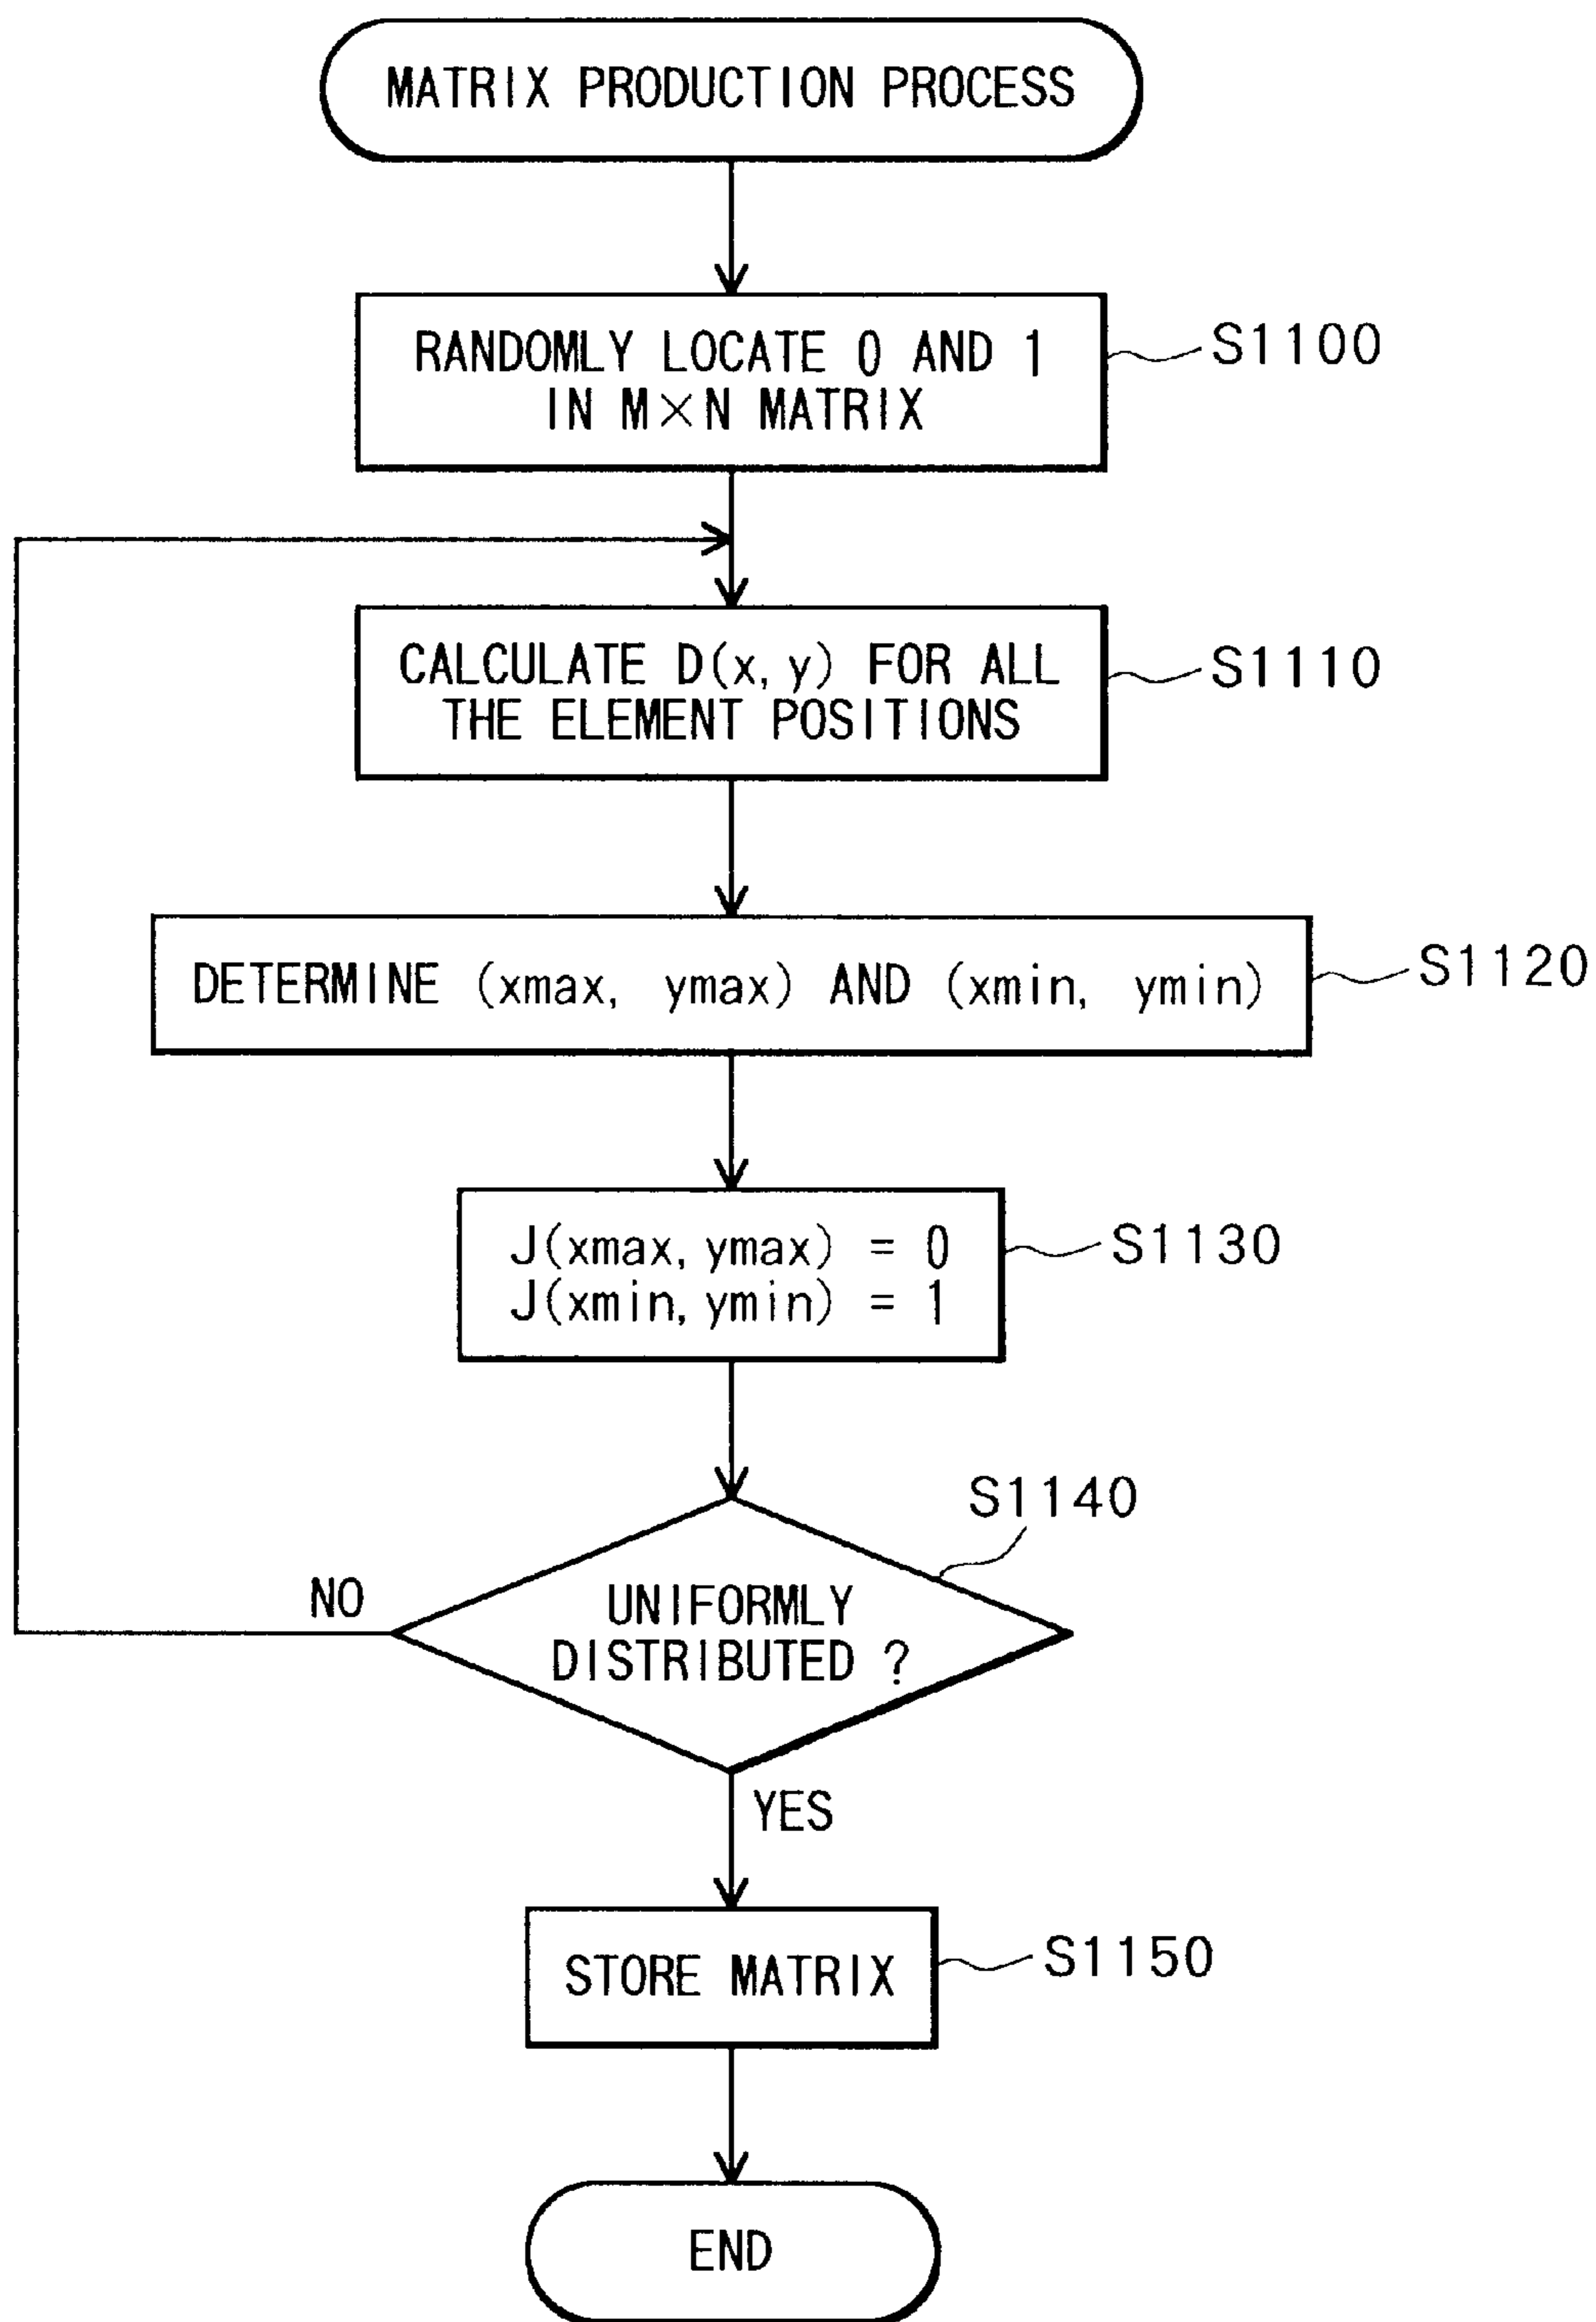 MATRIX PRODUCTION PROCESS
RANDOMLY LOCATE 0 AND 1
IN M×N MATRIX
S1100
CALCULATE D(x, y) FOR ALL
THE ELEMENT POSITIONS
S1110
DETERMINE (xmax, ymax) AND (xmin, ymin)
S1120
J(xmax, ymax) = 0
J(xmin, ymin) = 1
S1130
S1140
UNIFORMLY
DISTRIBUTED ?
NO
YES
STORE MATRIX
S1150
END